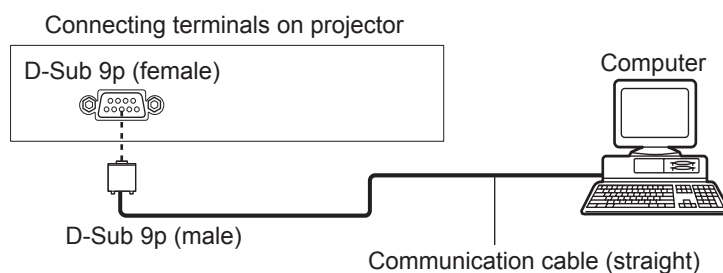 Connecting terminals on projector
D-Sub 9p (female)
Computer
D-Sub 9p (male)
Communication cable (straight)